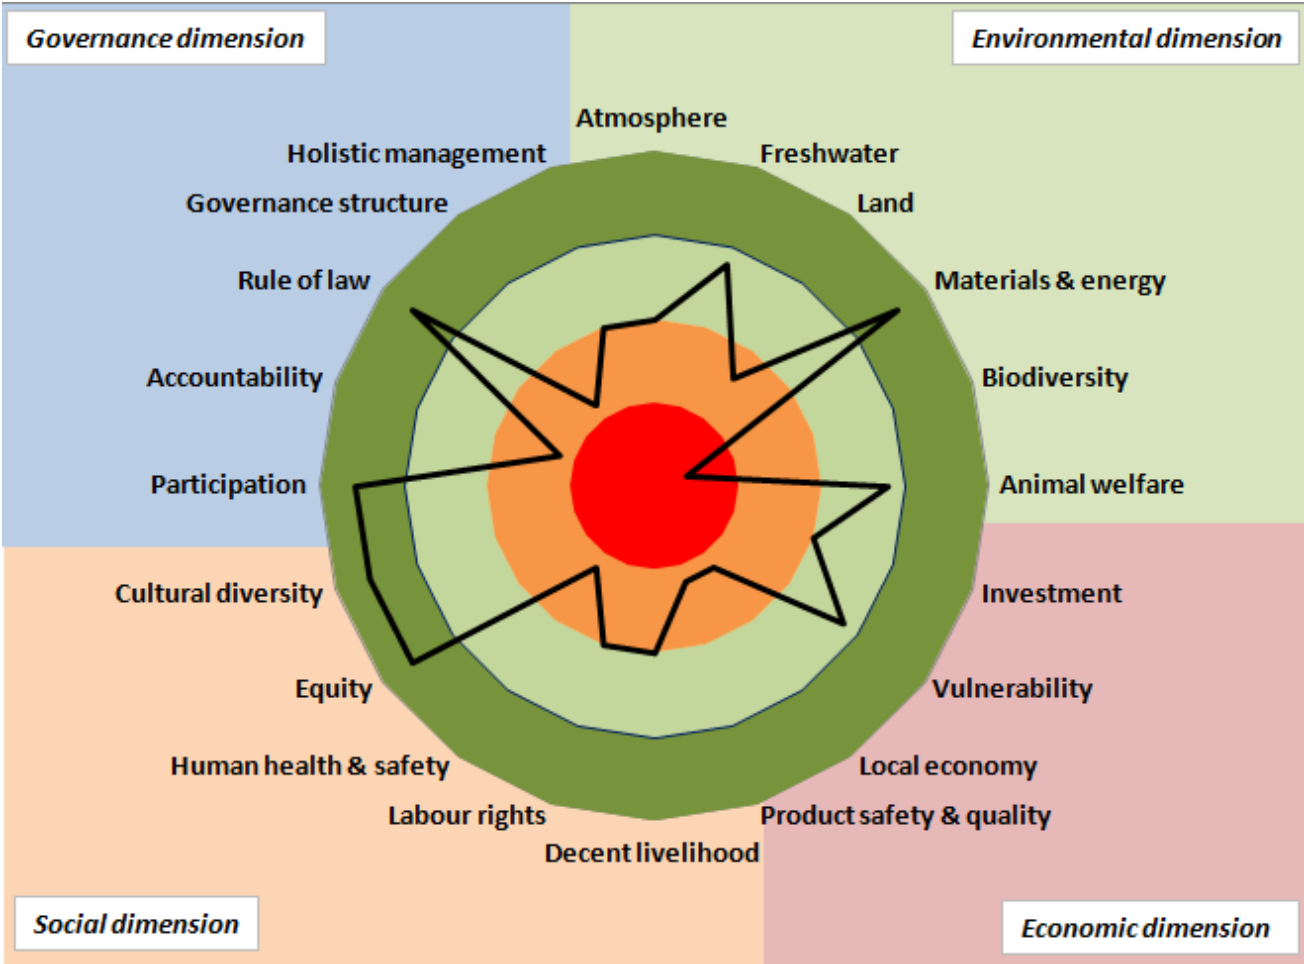 Governance dimension
Environmental dimension
Atmosphere
Holistic management
Freshwater
Governance structure
Land
Rule of law
Materials & energy
Accountability
Biodiversity
Participation
Animal welfare
Cultural diversity
Investment
Equity
Vulnerability
Human health & safety
Local economy
Labour rights
Product safety & quality
Decent livelihood
Social dimension
Economic dimension